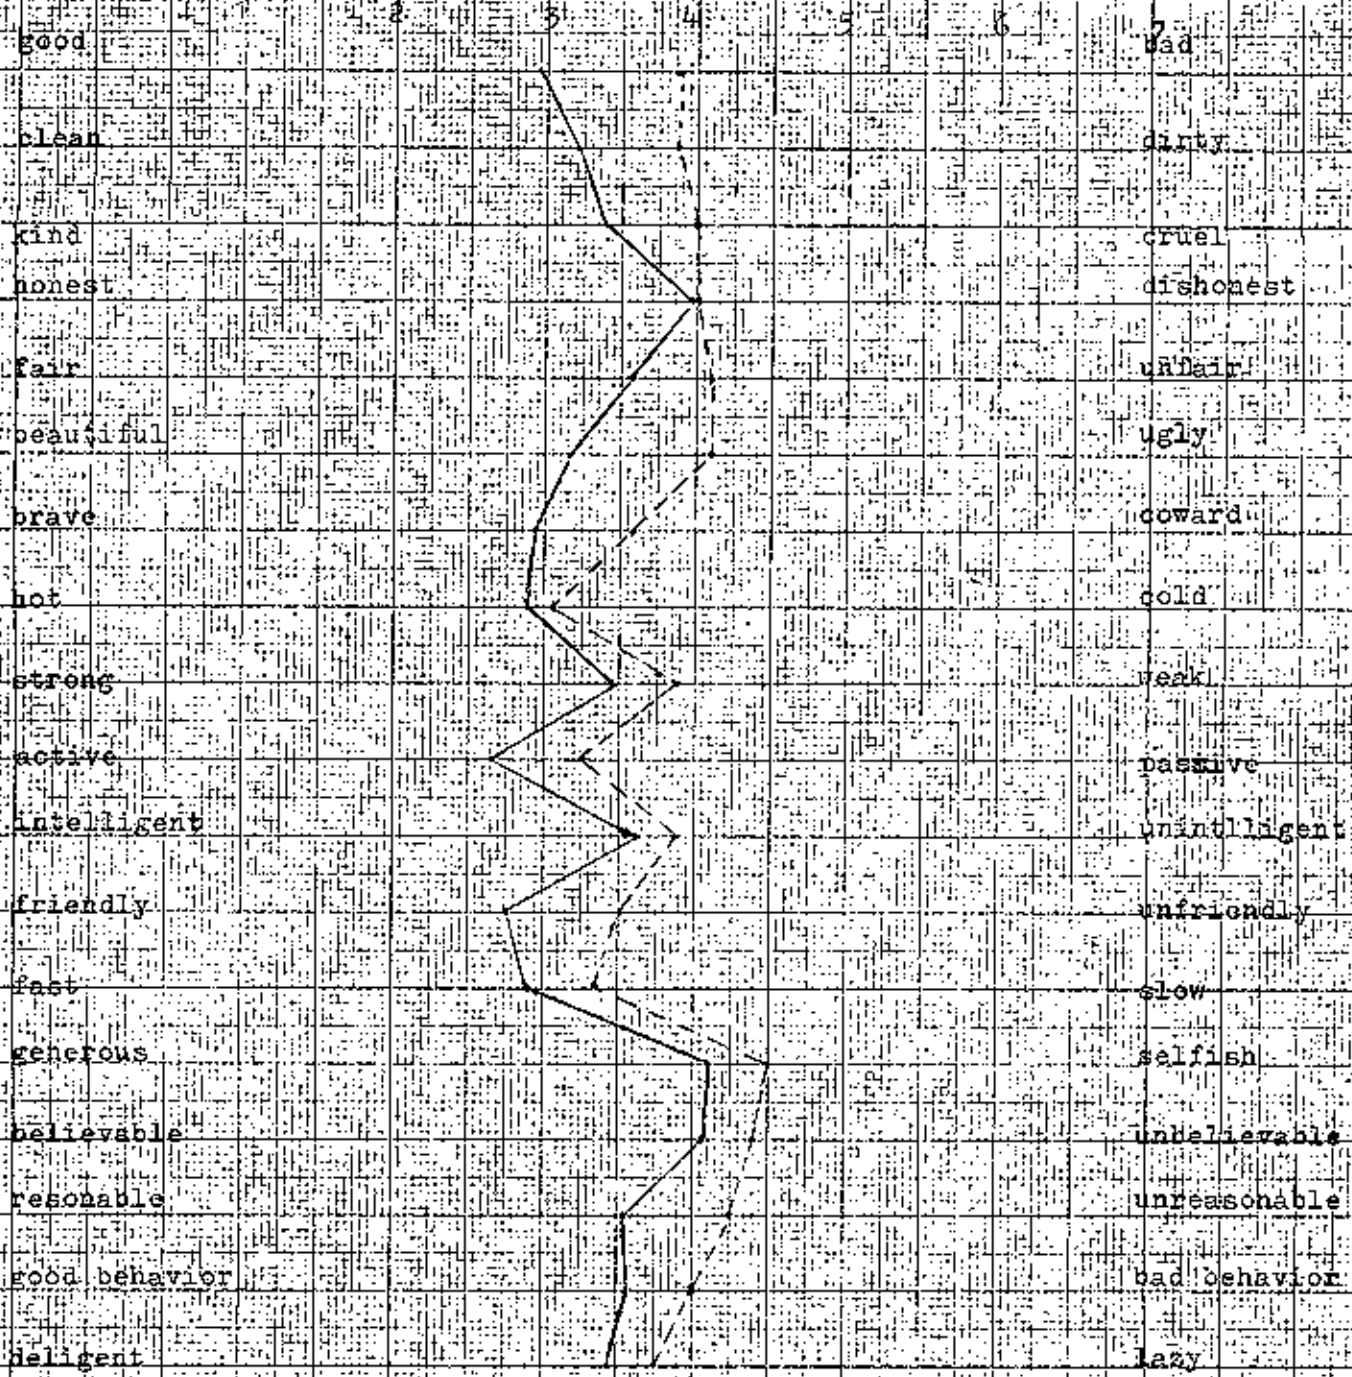 2 3 4 5 6 7
good bad
clean dirty
kind cruel
honest dishonest
fair unfair
beautiful ugly
brave coward
hot cold
strong weak
active passive
intelligent unintlligent
friendly unfriendly
fast slow
generous selfish
believable unbelievable
resonable unreasonable
good behavior bad behavior
deligent lazy